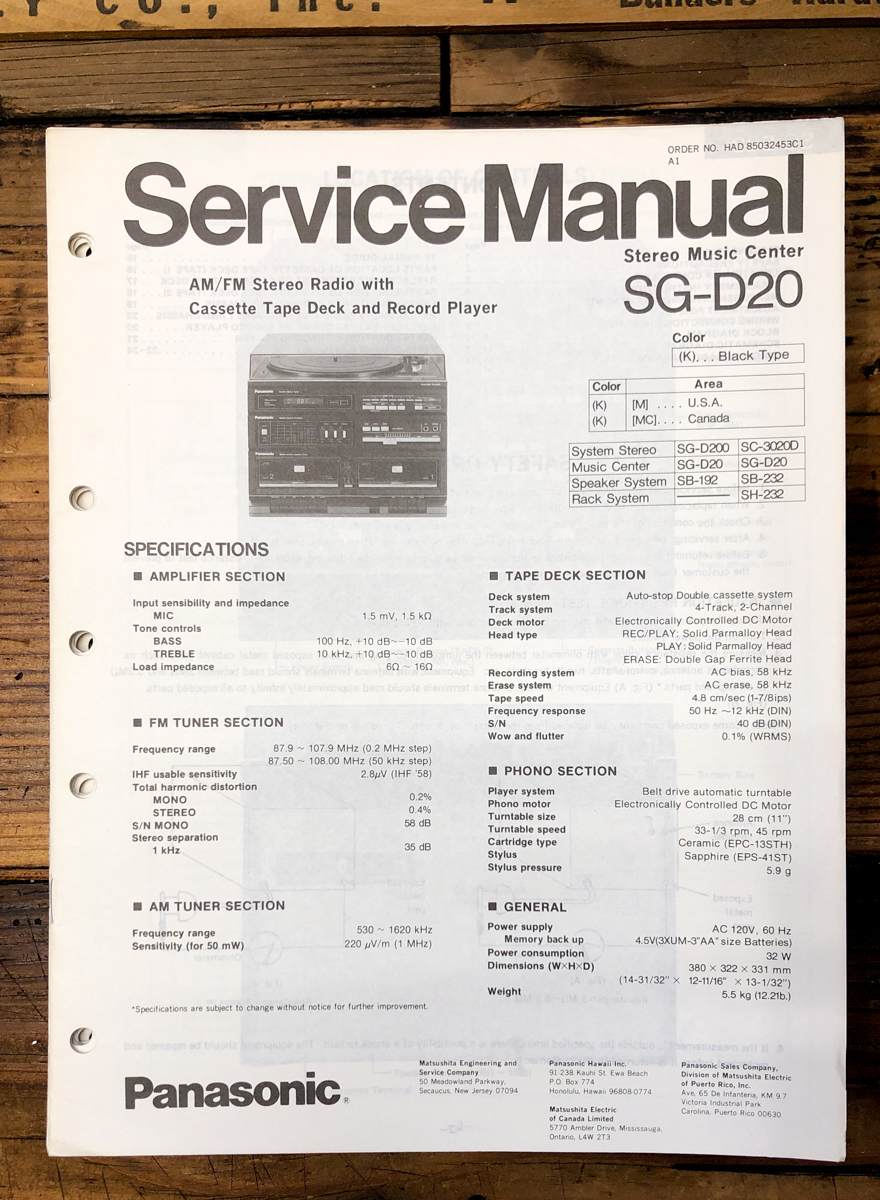 Y CO., Inc.
ORDER NO. HAD 85032453C1
A1
Service Manual
Stereo Music Center
SG-D20
AM/FM Stereo Radio with
Cassette Tape Deck and Record Player
Color
(K). . . Black Type
Color Area
(K) [M] . . . . U.S.A.
(K) [MC]. . . . Canada
System Stereo SG-D200 SC-3020D
Music Center SG-D20 SG-D20
Speaker System SB-192 SB-232
Rack System ——— SH-232
Panasonic
Panasonic
Panasonic
SPECIFICATIONS
■ AMPLIFIER SECTION
Input sensibility and impedance
MIC 1.5 mV, 1.5 kΩ
Tone controls
BASS 100 Hz, +10 dB~−10 dB
TREBLE 10 kHz, +10 dB~−10 dB
Load impedance 6Ω ~ 16Ω
■ FM TUNER SECTION
Frequency range 87.9 ~ 107.9 MHz (0.2 MHz step)
87.50 ~ 108.00 MHz (50 kHz step)
IHF usable sensitivity 2.8μV (IHF '58)
Total harmonic distortion
MONO 0.2%
STEREO 0.4%
S/N MONO 58 dB
Stereo separation
1 kHz 35 dB
■ AM TUNER SECTION
Frequency range 530 ~ 1620 kHz
Sensitivity (for 50 mW) 220 μV/m (1 MHz)
*Specifications are subject to change without notice for further improvement.
■ TAPE DECK SECTION
Deck system Auto-stop Double cassette system
Track system 4-Track, 2-Channel
Deck motor Electronically Controlled DC Motor
Head type REC/PLAY: Solid Parmalloy Head
PLAY: Solid Parmalloy Head
ERASE: Double Gap Ferrite Head
Recording system AC bias, 58 kHz
Erase system AC erase, 58 kHz
Tape speed 4.8 cm/sec (1-7/8ips)
Frequency response 50 Hz ~12 kHz (DIN)
S/N 40 dB (DIN)
Wow and flutter 0.1% (WRMS)
■ PHONO SECTION
Player system Belt drive automatic turntable
Phono motor Electronically Controlled DC Motor
Turntable size 28 cm (11")
Turntable speed 33-1/3 rpm, 45 rpm
Cartridge type Ceramic (EPC-13STH)
Stylus Sapphire (EPS-41ST)
Stylus pressure 5.9 g
■ GENERAL
Power supply AC 120V, 60 Hz
Memory back up 4.5V(3XUM-3"AA" size Batteries)
Power consumption 32 W
Dimensions (W×H×D) 380 × 322 × 331 mm
(14-31/32" × 12-11/16" × 13-1/32")
Weight 5.5 kg (12.21b.)
Panasonic®
Matsushita Engineering and
Service Company
50 Meadowland Parkway,
Secaucus, New Jersey 07094
Panasonic Hawaii Inc.
91 238 Kauhi St. Ewa Beach
P.O. Box 774
Honolulu, Hawaii 96808-0774
Matsushita Electric
of Canada Limited
5770 Ambler Drive, Mississauga,
Ontario, L4W 2T3
Panasonic Sales Company,
Division of Matsushita Electric
of Puerto Rico, Inc.
Ave, 65 De Infanteria, KM 9.7
Victoria Industrial Park
Carolina, Puerto Rico 00630